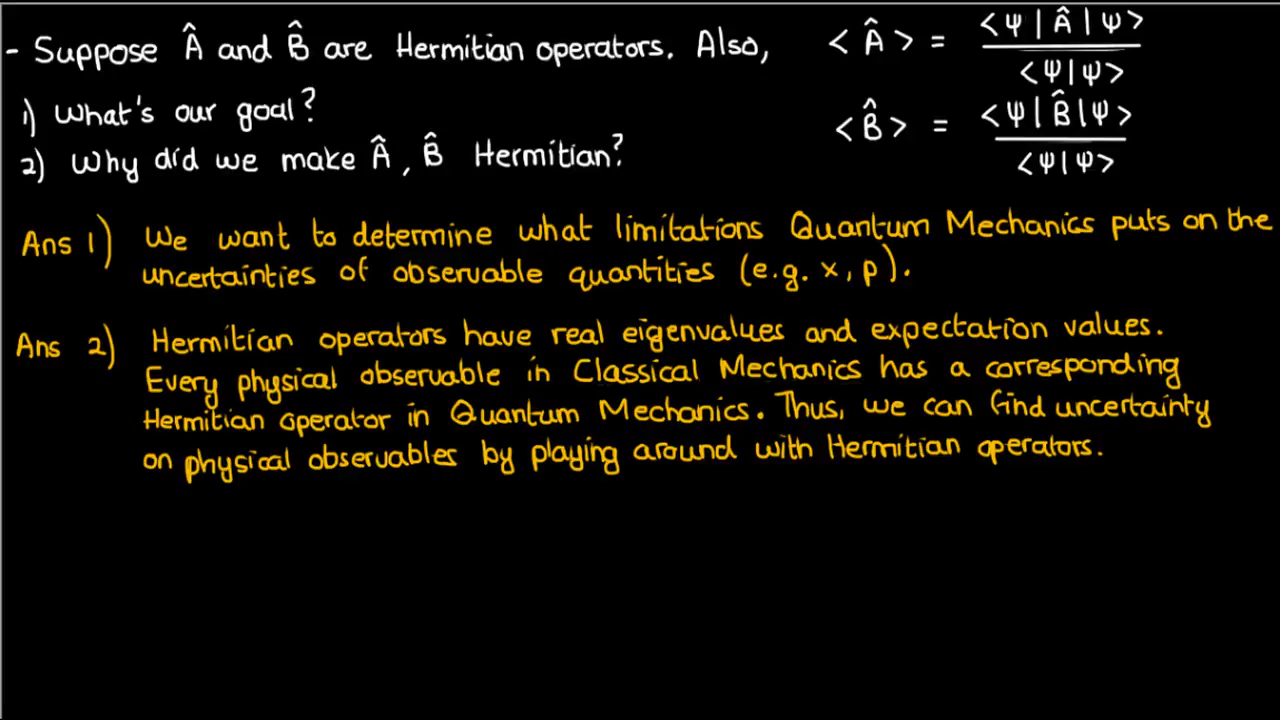 - Suppose Â and B̂ are Hermitian operators. Also, <Â> = <Ψ|Â|Ψ> / <Ψ|Ψ>
1) What's our goal? <B̂> = <Ψ|B̂|Ψ> / <Ψ|Ψ>
2) Why did we make Â, B̂ Hermitian?
Ans 1) We want to determine what limitations Quantum Mechanics puts on the
uncertainties of observable quantities (e.g. x, p).
Ans 2) Hermitian operators have real eigenvalues and expectation values.
Every physical observable in Classical Mechanics has a corresponding
Hermitian operator in Quantum Mechanics. Thus, we can find uncertainty
on physical observables by playing around with Hermitian operators.